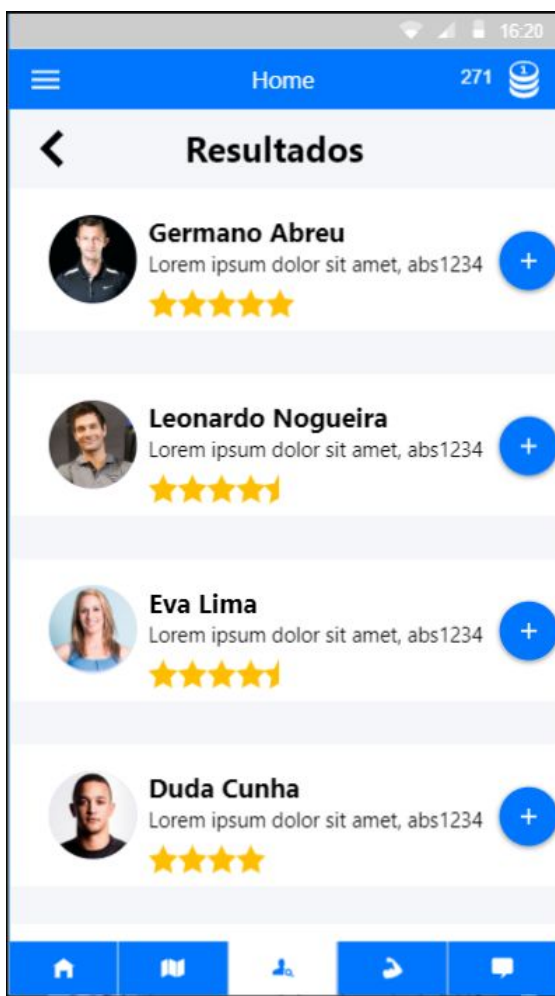 16:20
Home
271
1
Resultados
Germano Abreu
Lorem ipsum dolor sit amet, abs1234
+
Leonardo Nogueira
Lorem ipsum dolor sit amet, abs1234
+
Eva Lima
Lorem ipsum dolor sit amet, abs1234
+
Duda Cunha
Lorem ipsum dolor sit amet, abs1234
+